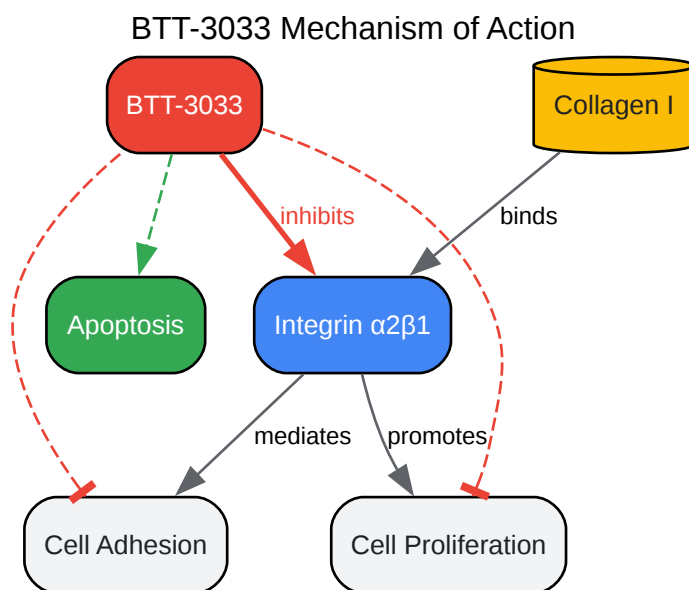 BTT-3033 Mechanism of Action
BTT-3033
Collagen I
inhibits
binds
Apoptosis
Integrin α2β1
mediates
promotes
Cell Adhesion
Cell Proliferation